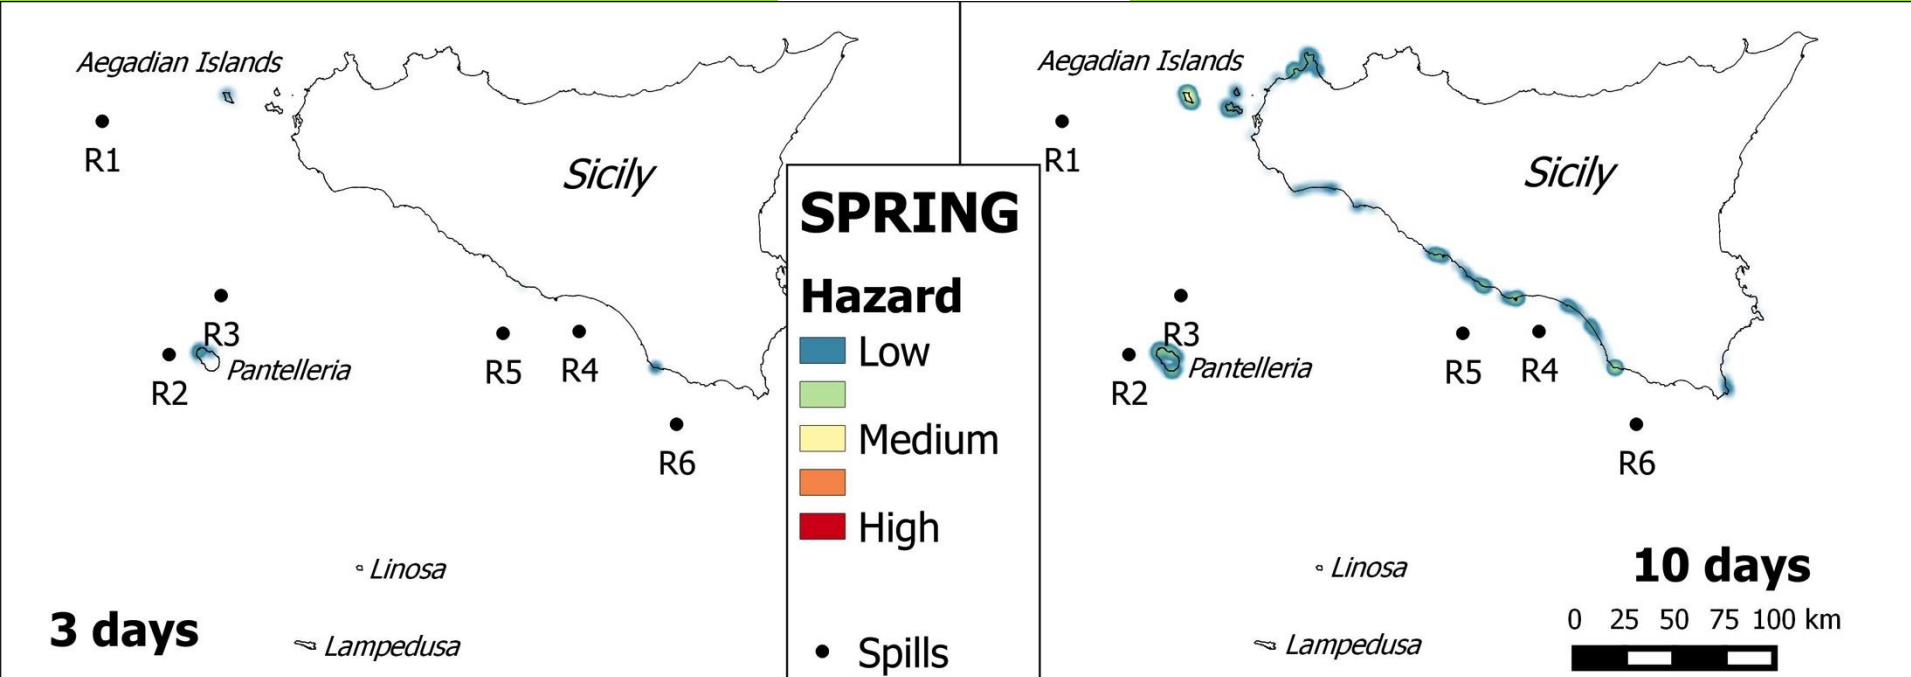 Aegadian Islands
R1
Sicily
R3
R2
Pantelleria
R5
R4
R6
Linosa
Lampedusa
3 days
SPRING
Hazard
Low
Medium
High
Spills
Aegadian Islands
R1
Sicily
R3
R2
Pantelleria
R5
R4
R6
Linosa
Lampedusa
10 days
0 25 50 75 100 km